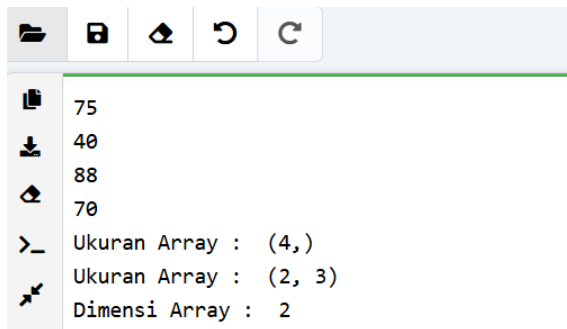 75
40
88
70
Ukuran Array :  (4,)
Ukuran Array :  (2, 3)
Dimensi Array :  2